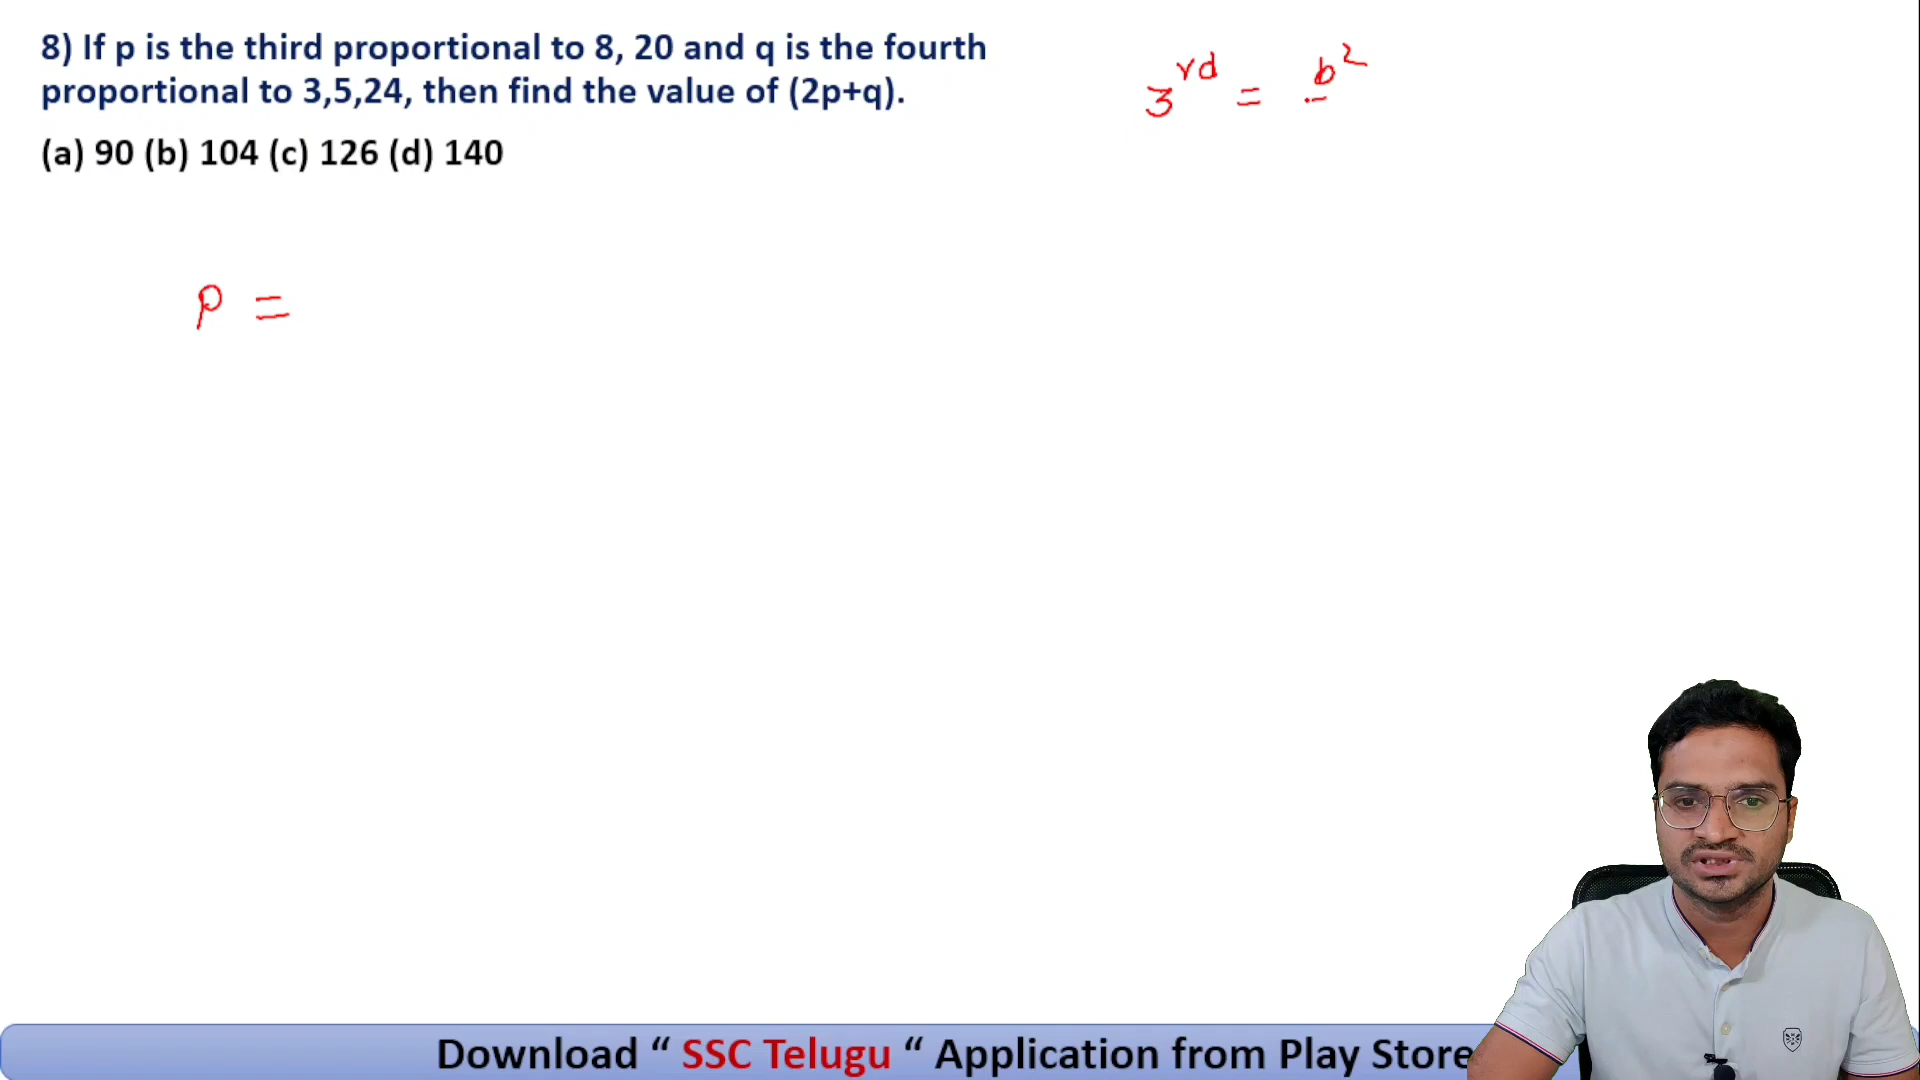 8) If p is the third proportional to 8, 20 and q is the fourth
proportional to 3,5,24, then find the value of (2p+q).
(a) 90 (b) 104 (c) 126 (d) 140
3rd = b²
p =
Download “ SSC Telugu “ Application from Play Store